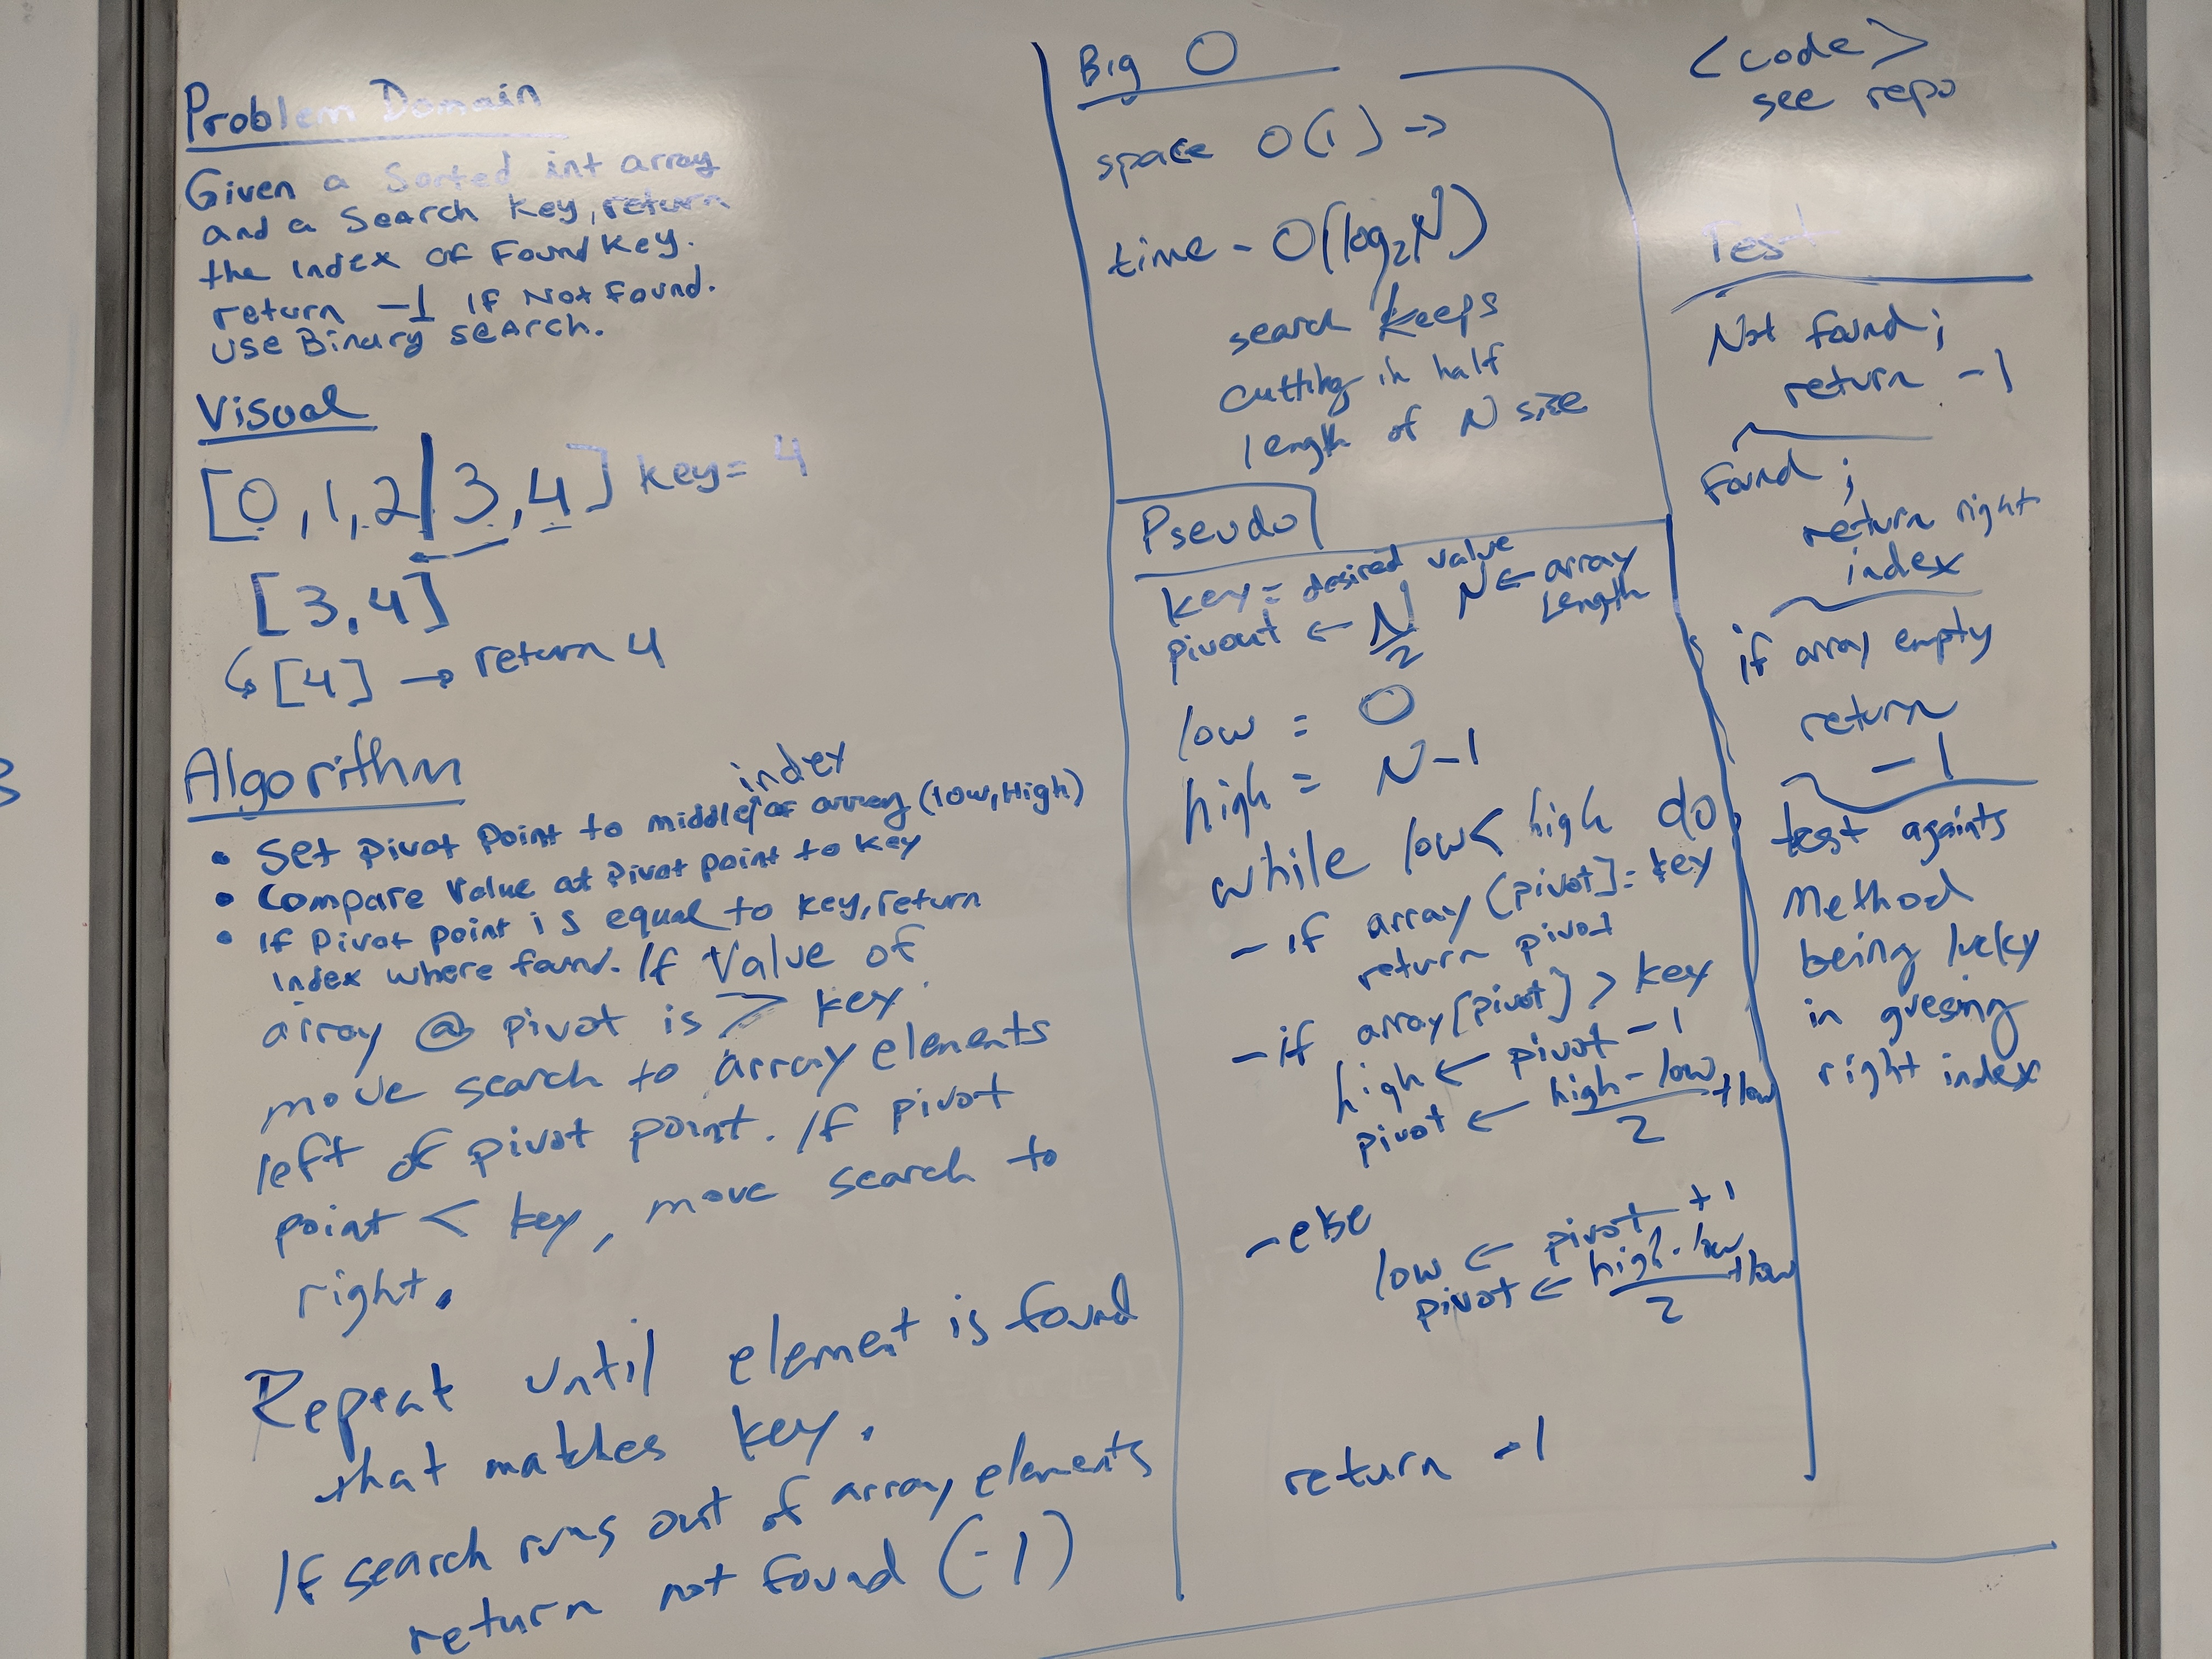 Problem Domain
Given a Sorted int array
and a Search Key, return
the Index of Found Key.
return -1 If Not Found.
Use Binary search.
Visual
[0,1,2|3,4] key= 4
[3,4]
[4] → return 4
Algorithm
index
• Set Pivot Point to middle of array (low, High)
• Compare Value at Pivot point to Key
• If Pivot point is equal to key, return
Index where found. If Value of
array @ pivot is > key
move search to array elements
left of pivot point. If pivot
point < key, move search to
right.
Repeat until element is found
that matches key.
If search runs out of array elements
return not found (-1)
Big O
space O(1) →
time - O(log2N)
search keeps
cutting in half
length of N size
Pseudo
key = desired value
N ← array
Length
pivout ← N/2
low = 0
high = N-1
while low < high do
- if array [pivot] = key
return pivot
- if array[pivot] > key
high ← pivot - 1
pivot ← high - low / 2 + low
- else
low ← pivot + 1
pivot ← high - low / 2 + low
return -1
<code>
see repo
Test
Not found;
return -1
found;
return right
index
if array empty
return
-1
test againts
Method
being lucky
in guesing
right index